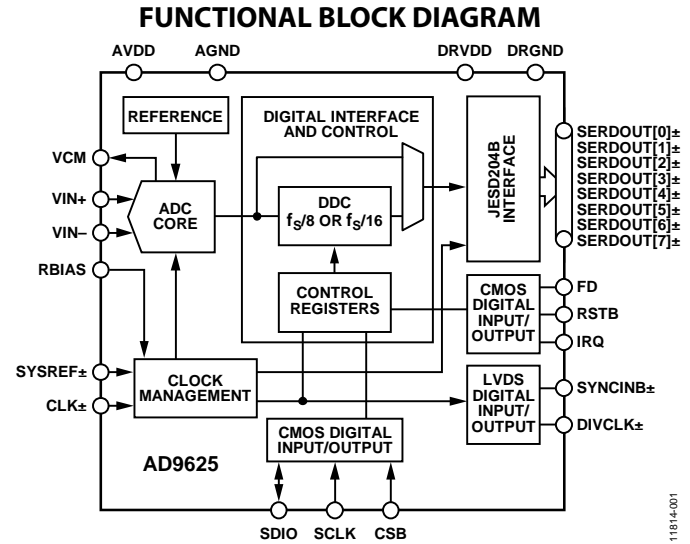 FUNCTIONAL BLOCK DIAGRAM
AVDD AGND DRVDD DRGND
REFERENCE
DIGITAL INTERFACE
AND CONTROL
VCM
VIN+
VIN–
RBIAS
SYSREF±
CLK±
ADC
CORE
DDC
fS/8 OR fS/16
CONTROL
REGISTERS
CLOCK
MANAGEMENT
CMOS DIGITAL
INPUT/OUTPUT
JESD204B
INTERFACE
CMOS
DIGITAL
INPUT/
OUTPUT
LVDS
DIGITAL
INPUT/
OUTPUT
SERDOUT[0]±
SERDOUT[1]±
SERDOUT[2]±
SERDOUT[3]±
SERDOUT[4]±
SERDOUT[5]±
SERDOUT[6]±
SERDOUT[7]±
FD
RSTB
IRQ
SYNCINB±
DIVCLK±
AD9625
SDIO SCLK CSB
11814-001